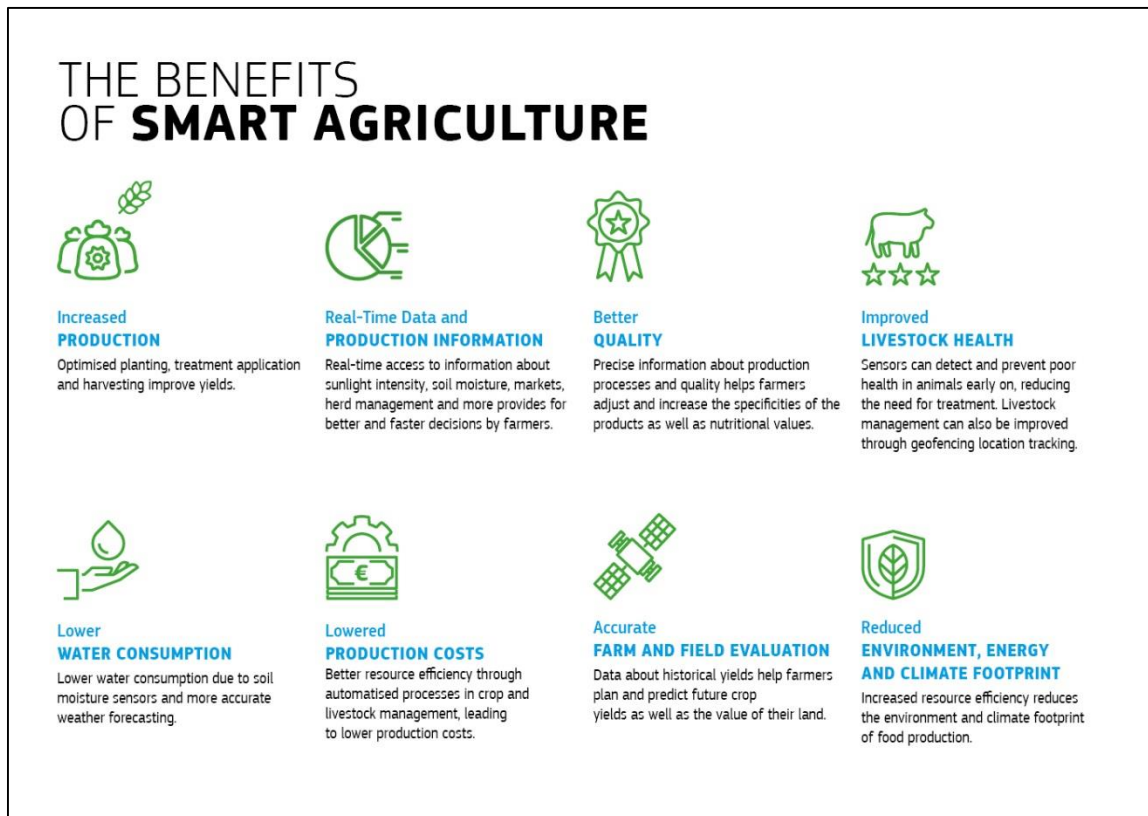 THE BENEFITS
OF SMART AGRICULTURE
Increased
PRODUCTION
Optimised planting, treatment application
and harvesting improve yields.
Real-Time Data and
PRODUCTION INFORMATION
Real-time access to information about
sunlight intensity, soil moisture, markets,
herd management and more provides for
better and faster decisions by farmers.
Better
QUALITY
Precise information about production
processes and quality helps farmers
adjust and increase the specificities of the
products as well as nutritional values.
Improved
LIVESTOCK HEALTH
Sensors can detect and prevent poor
health in animals early on, reducing
the need for treatment. Livestock
management can also be improved
through geofencing location tracking.
Lower
WATER CONSUMPTION
Lower water consumption due to soil
moisture sensors and more accurate
weather forecasting.
€
Lowered
PRODUCTION COSTS
Better resource efficiency through
automatised processes in crop and
livestock management, leading
to lower production costs.
Accurate
FARM AND FIELD EVALUATION
Data about historical yields help farmers
plan and predict future crop
yields as well as the value of their land.
Reduced
ENVIRONMENT, ENERGY
AND CLIMATE FOOTPRINT
Increased resource efficiency reduces
the environment and climate footprint
of food production.